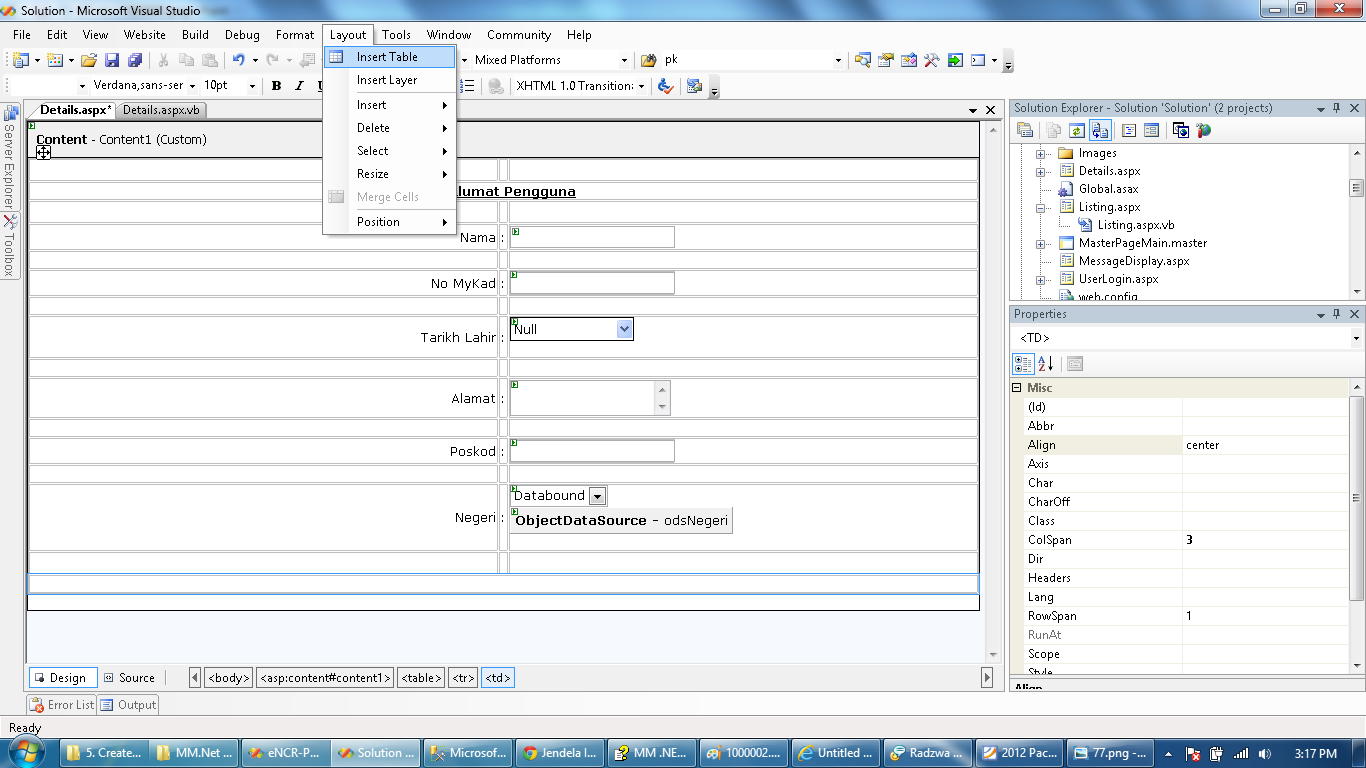 Solution - Microsoft Visual Studio
File Edit View Website Build Debug Format Layout Tools Window Community Help
Mixed Platforms pk
Verdana,sans-ser 10pt B I XHTML 1.0 Transition
Insert Table
Insert Layer
Insert
Delete
Select
Resize
Merge Cells
Position
Server Explorer
Toolbox
Details.aspx* Details.aspx.vb
Content - Content1 (Custom)
lumat Pengguna
Nama :
No MyKad :
Tarikh Lahir : Null
Alamat :
Poskod :
Databound
Negeri : ObjectDataSource - odsNegeri
Design Source <body> <asp:content#content1> <table> <tr> <td>
Error List Output
Ready
Solution Explorer - Solution 'Solution' (2 projects)
Images
Details.aspx
Global.asax
Listing.aspx
Listing.aspx.vb
MasterPageMain.master
MessageDisplay.aspx
UserLogin.aspx
web.config
Properties
<TD>
Misc
(Id)
Abbr
Align center
Axis
Char
CharOff
Class
ColSpan 3
Dir
Headers
Lang
RowSpan 1
RunAt
Scope
Style
Align
5. Create... MM.Net ... eNCR-P... Solution ... Microsof... Jendela I... MM .NE... 1000002.... Untitled ... Radzwa ... 2012 Pac... 77.png -... 3:17 PM